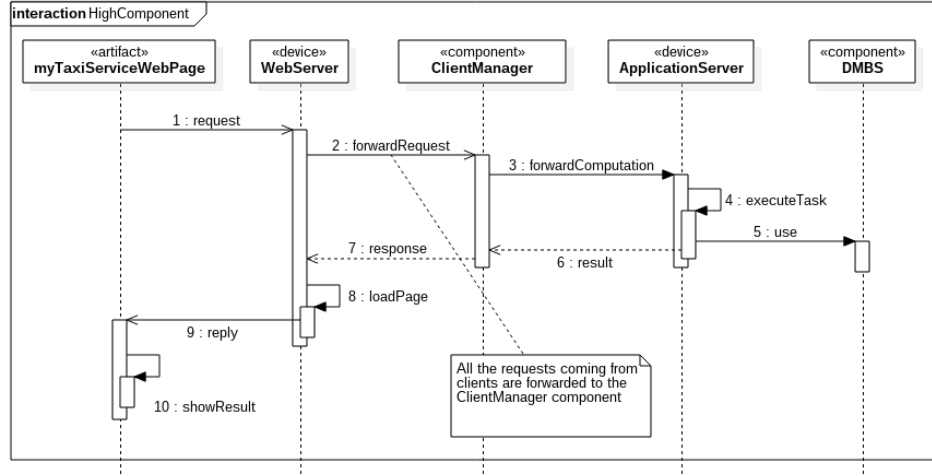 interaction HighComponent
«artifact»
myTaxiServiceWebPage
«device»
WebServer
«component»
ClientManager
«device»
ApplicationServer
«component»
DMBS
1 : request
2 : forwardRequest
3 : forwardComputation
4 : executeTask
5 : use
6 : result
7 : response
8 : loadPage
9 : reply
10 : showResult
All the requests coming from
clients are forwarded to the
ClientManager component